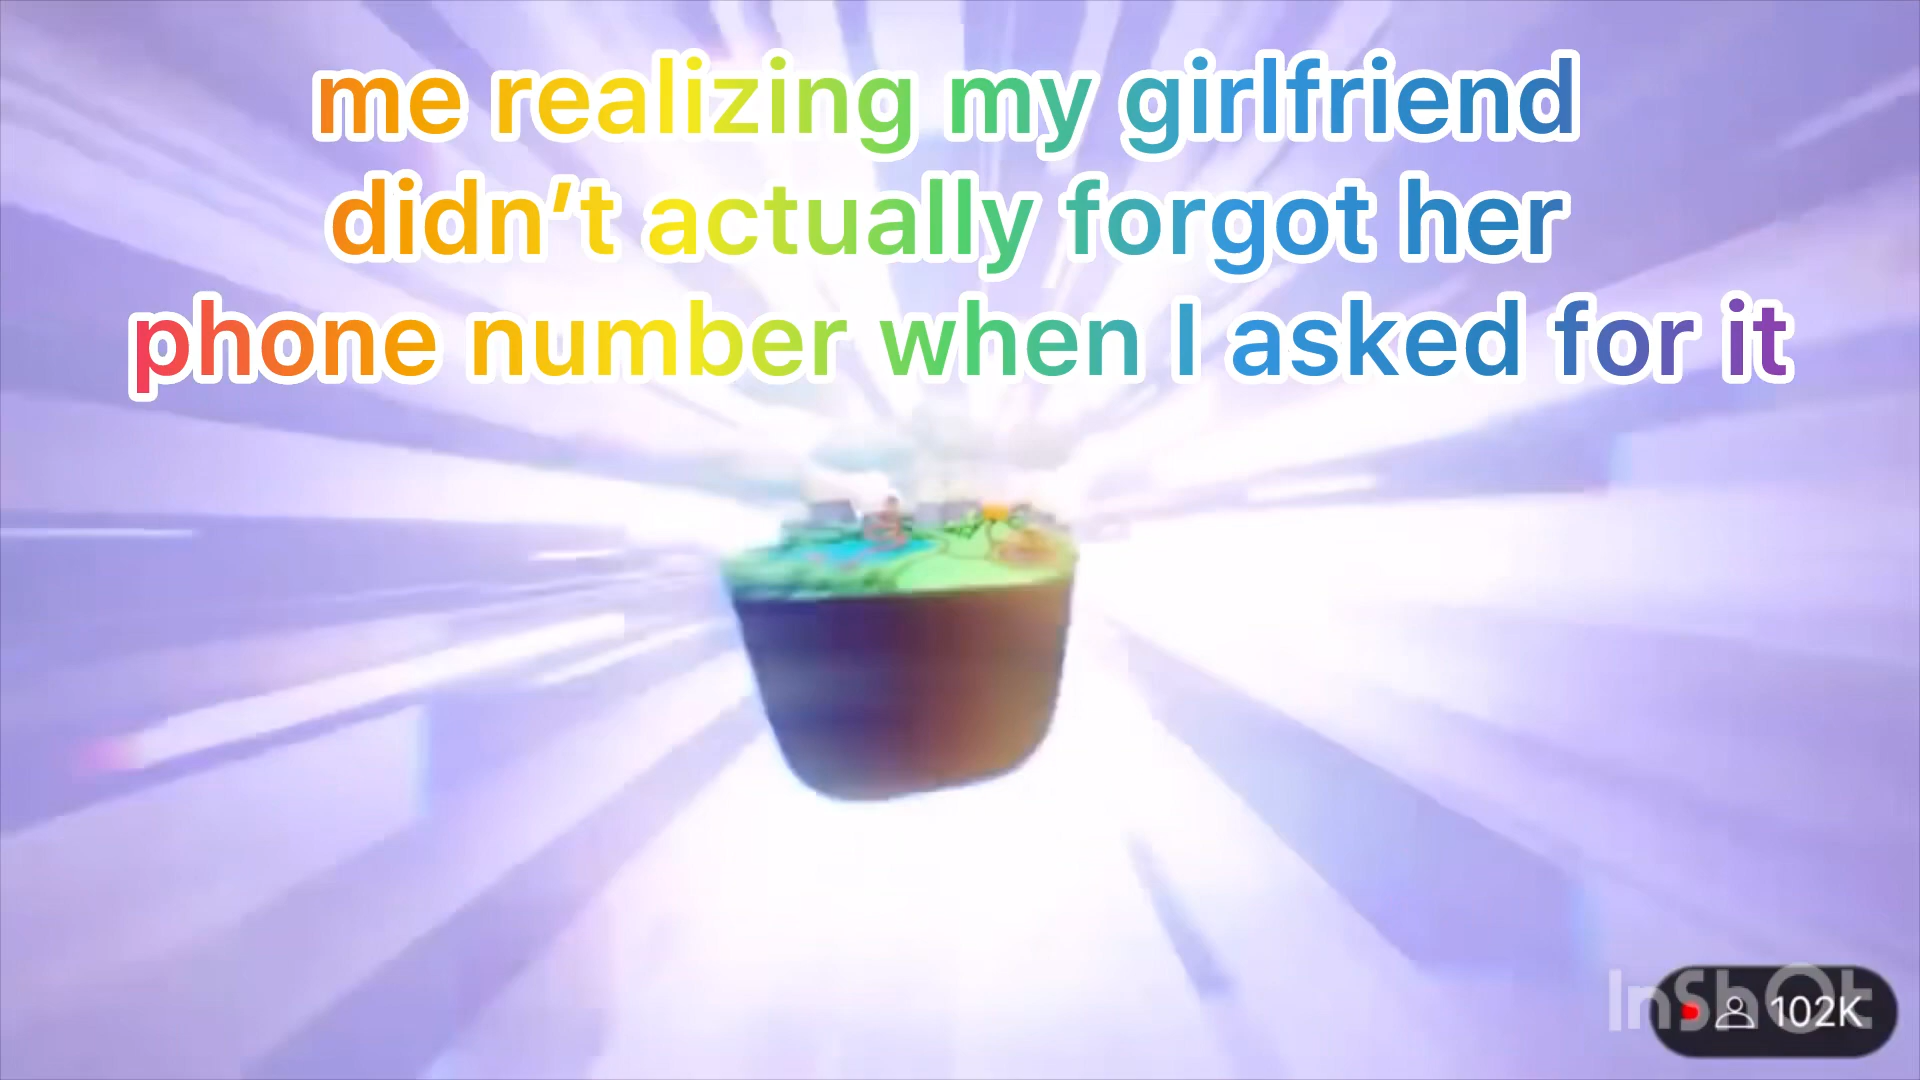 me realizing my girlfriend
didn’t actually forgot her
phone number when I asked for it
InShOt
102K